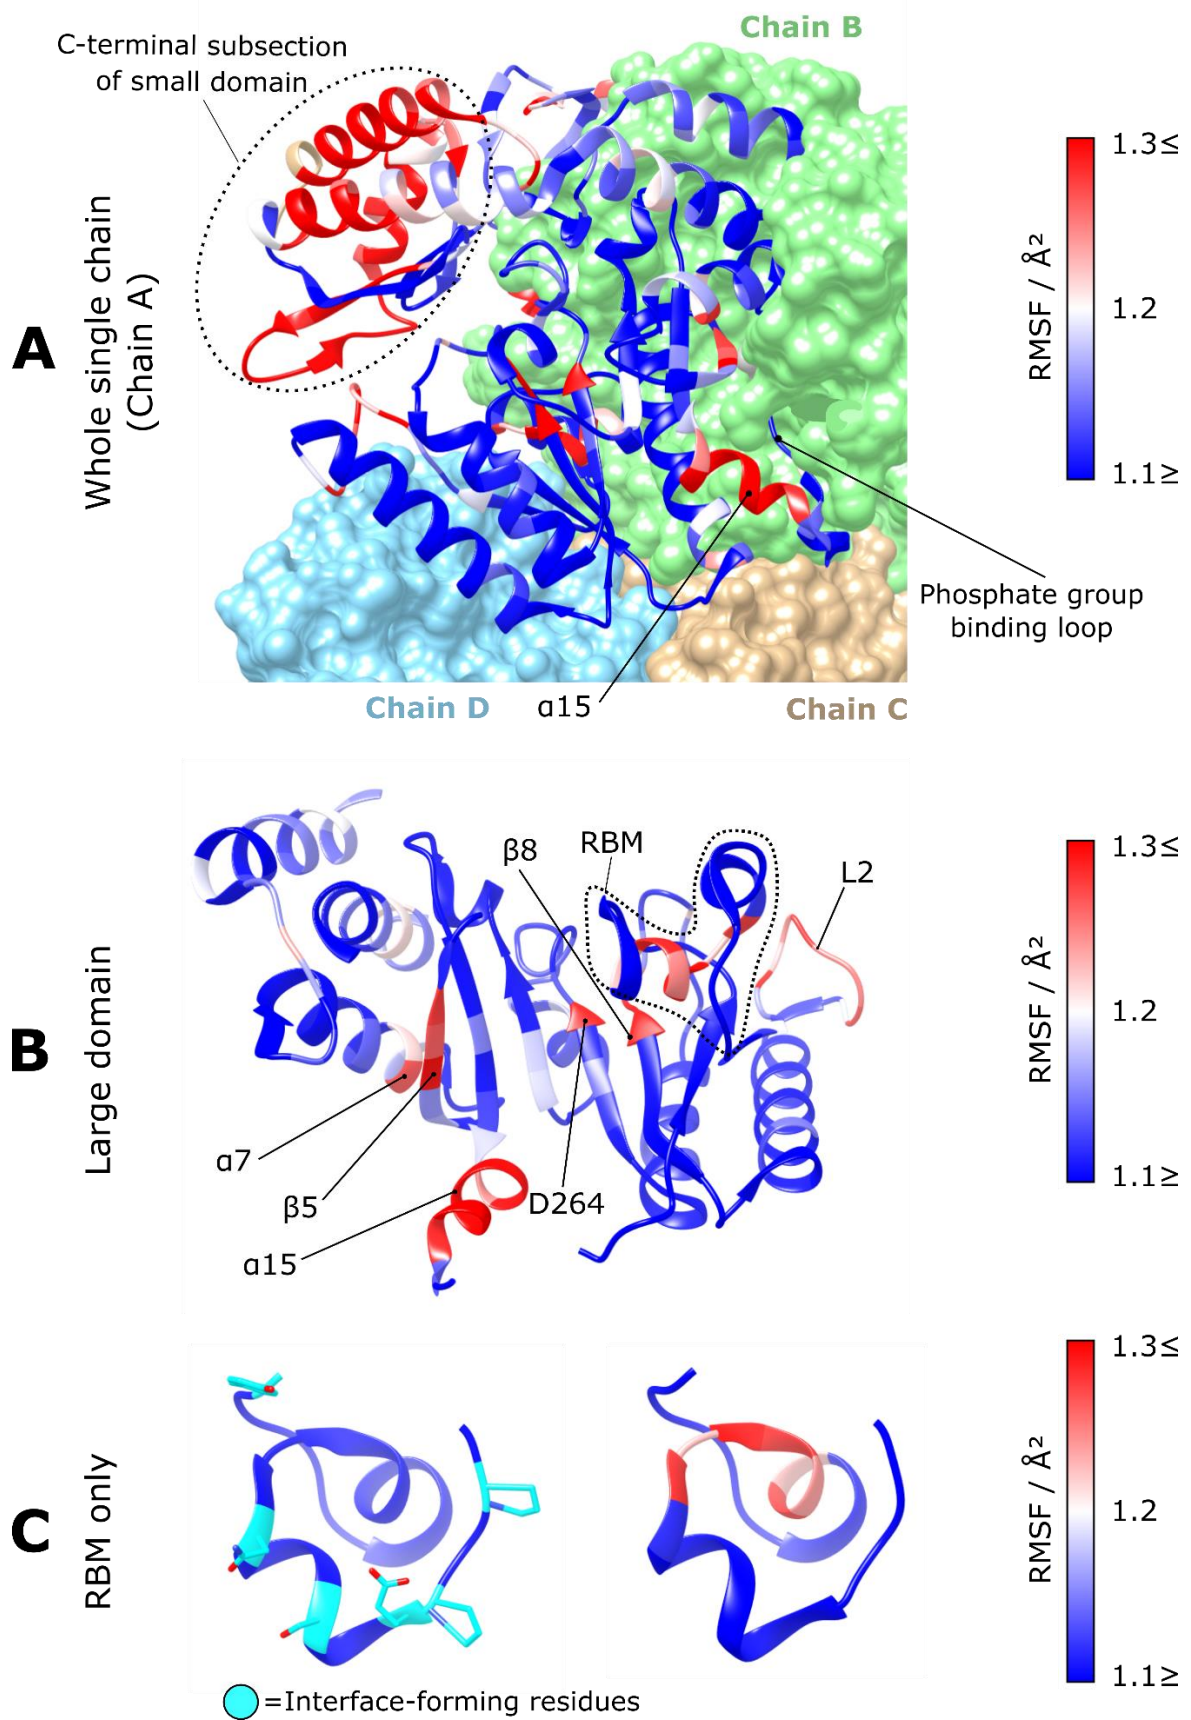 Chain B
C-terminal subsection
of small domain
A
Whole single chain
(Chain A)
1.3≤
1.2
1.1≥
RMSF / Å²
Phosphate group
binding loop
Chain D
α15
Chain C
B
Large domain
β8
RBM
L2
α7
β5
α15
D264
1.3≤
1.2
1.1≥
RMSF / Å²
C
RBM only
1.3≤
1.2
1.1≥
RMSF / Å²
=Interface-forming residues